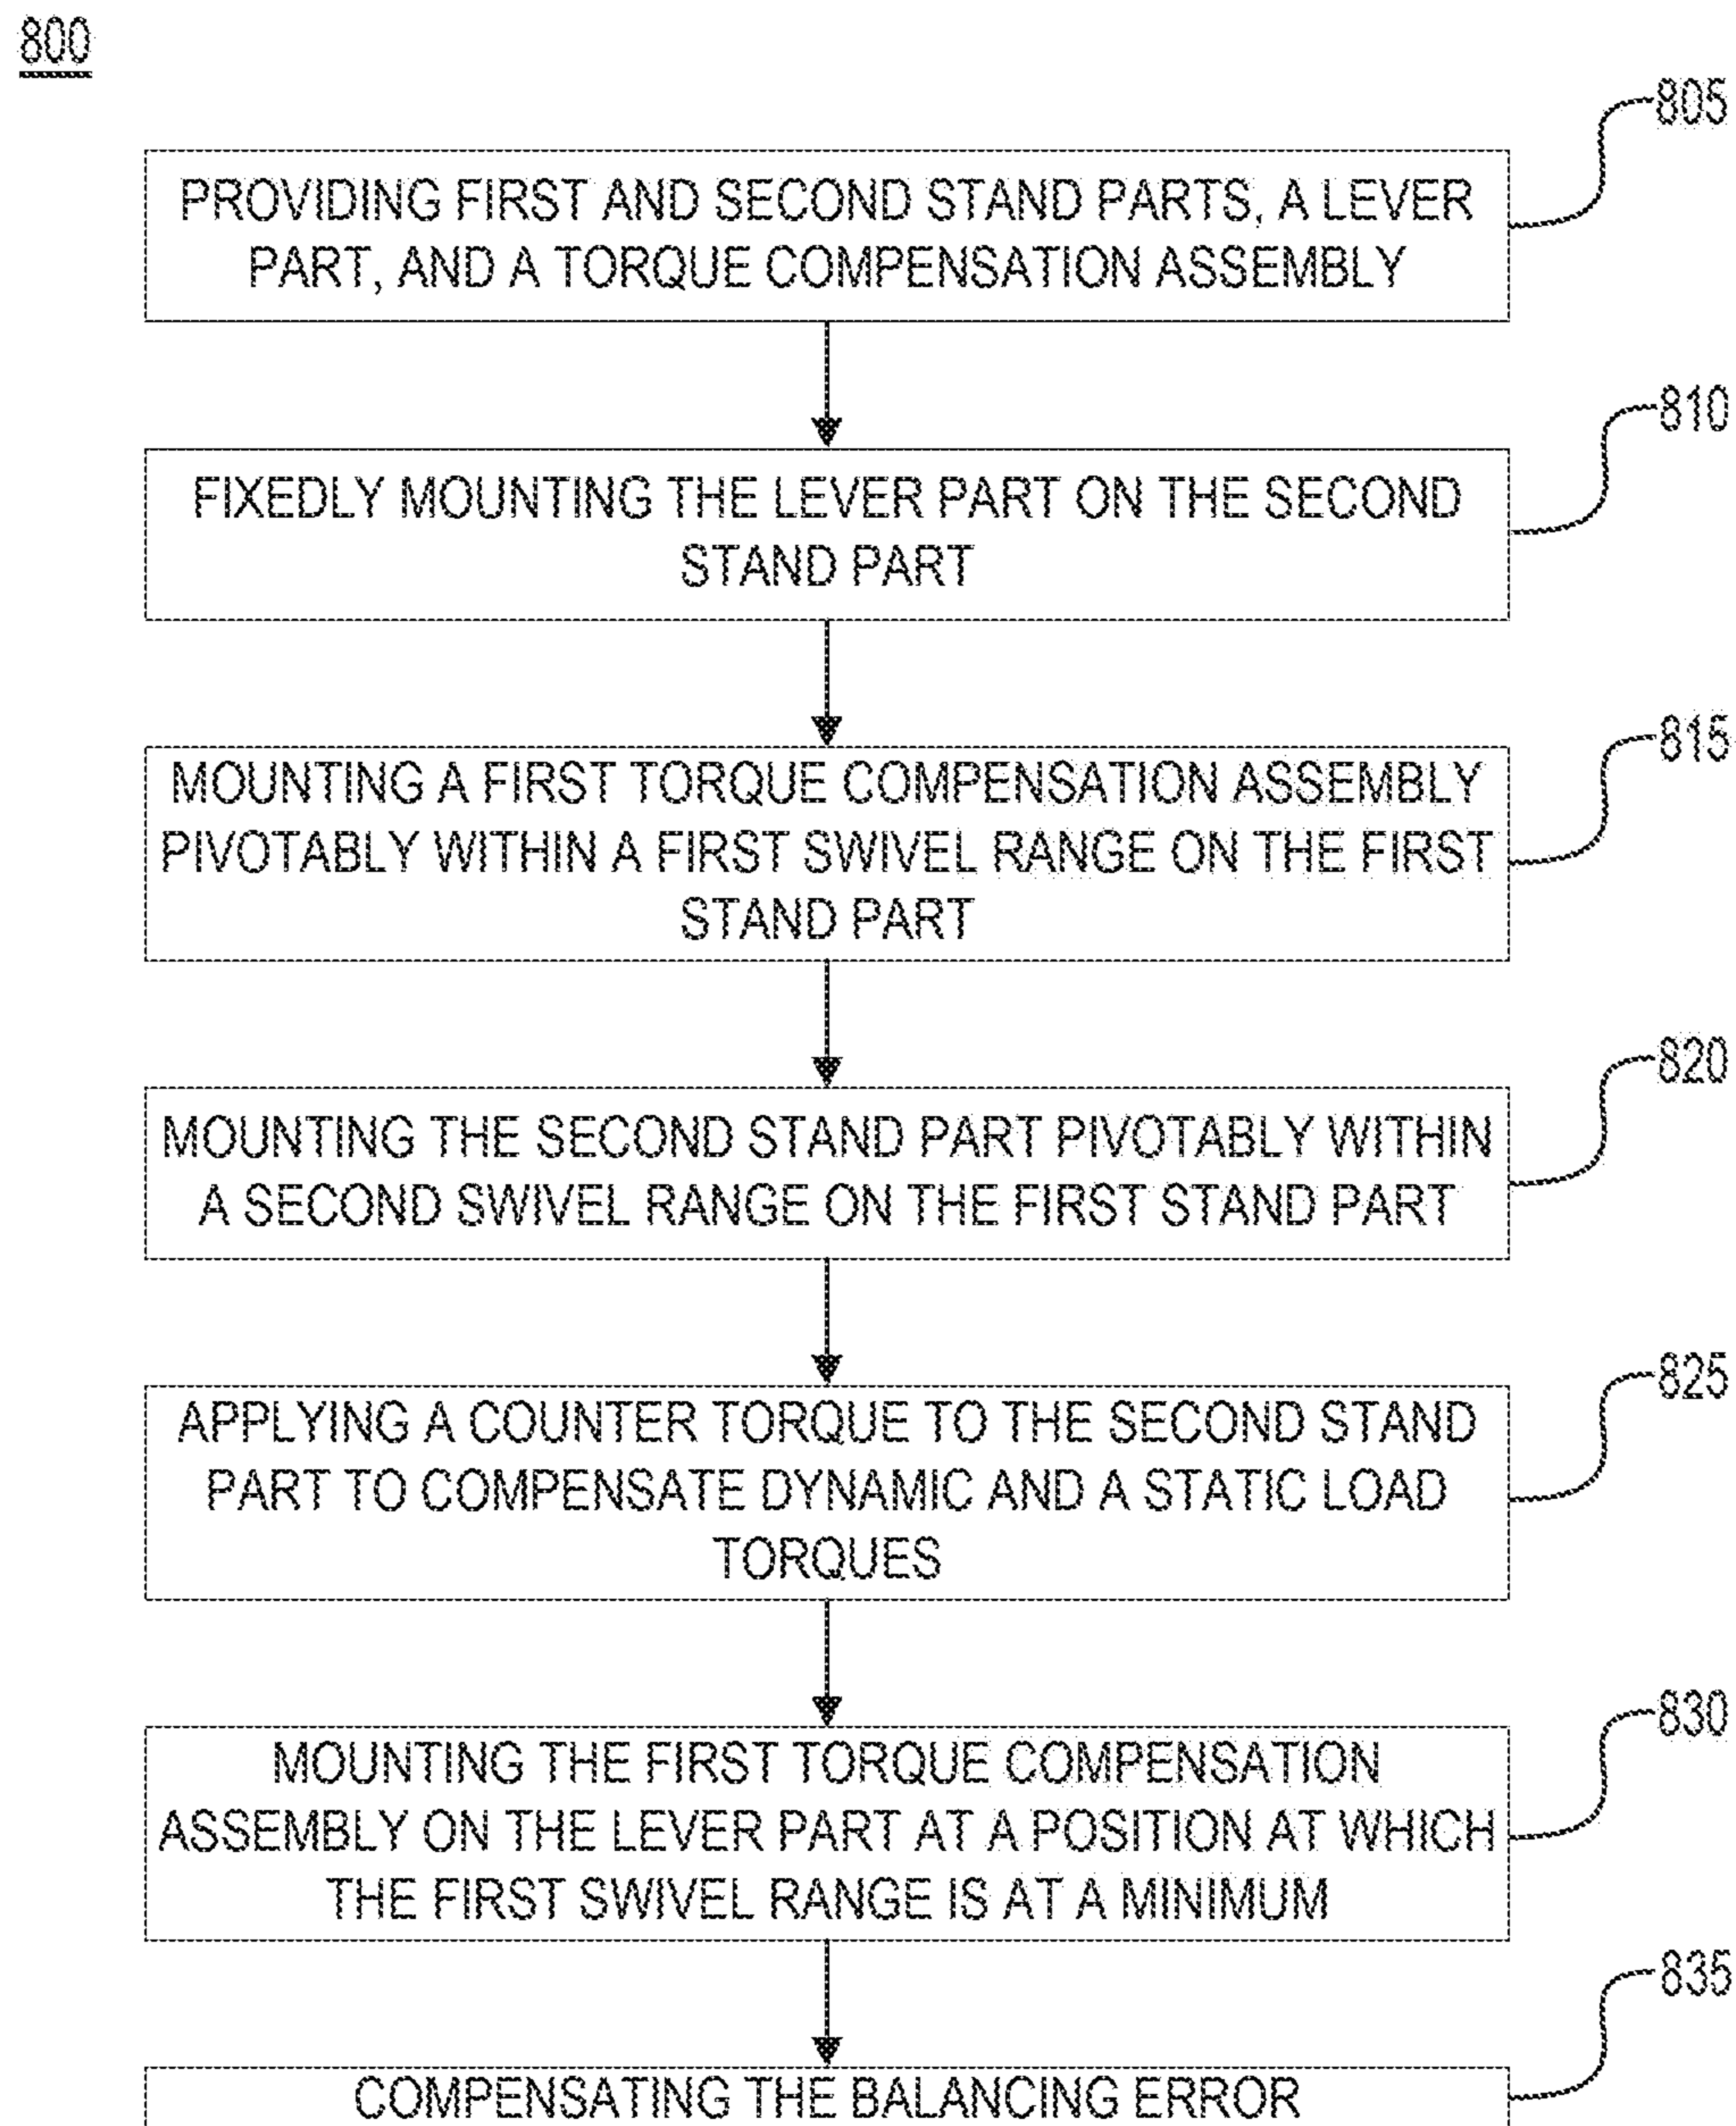 800
805
PROVIDING FIRST AND SECOND STAND PARTS, A LEVER
PART, AND A TORQUE COMPENSATION ASSEMBLY
810
FIXEDLY MOUNTING THE LEVER PART ON THE SECOND
STAND PART
815
MOUNTING A FIRST TORQUE COMPENSATION ASSEMBLY
PIVOTABLY WITHIN A FIRST SWIVEL RANGE ON THE FIRST
STAND PART
820
MOUNTING THE SECOND STAND PART PIVOTABLY WITHIN
A SECOND SWIVEL RANGE ON THE FIRST STAND PART
825
APPLYING A COUNTER TORQUE TO THE SECOND STAND
PART TO COMPENSATE DYNAMIC AND A STATIC LOAD
TORQUES
830
MOUNTING THE FIRST TORQUE COMPENSATION
ASSEMBLY ON THE LEVER PART AT A POSITION AT WHICH
THE FIRST SWIVEL RANGE IS AT A MINIMUM
835
COMPENSATING THE BALANCING ERROR